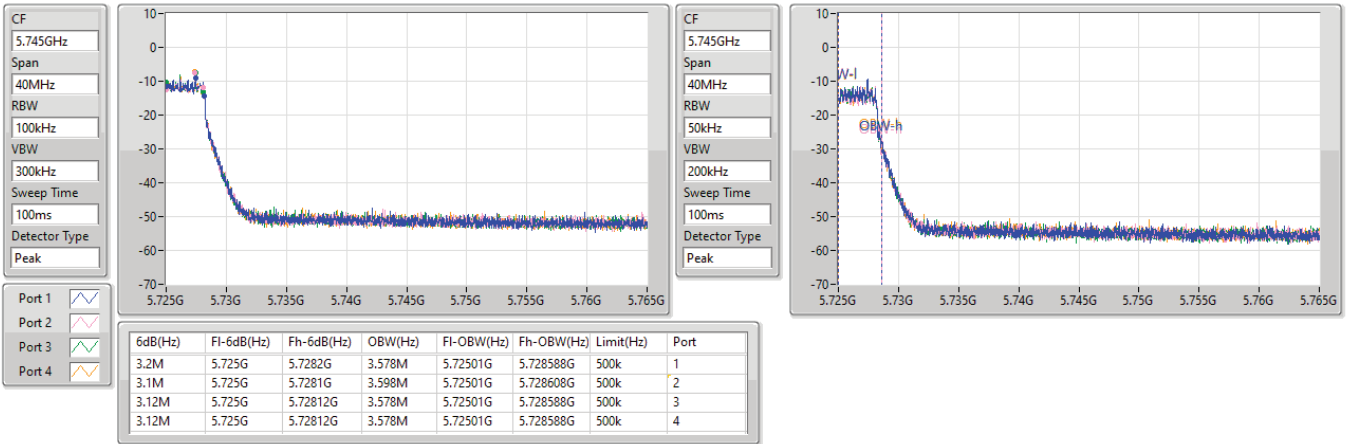 CF
5.745GHz
Span
40MHz
RBW
100kHz
VBW
300kHz
Sweep Time
100ms
Detector Type
Peak
10
0
-10
-20
-30
-40
-50
-60
-70
5.725G 5.73G 5.735G 5.74G 5.745G 5.75G 5.755G 5.76G 5.765G
CF
5.745GHz
Span
40MHz
RBW
50kHz
VBW
200kHz
Sweep Time
100ms
Detector Type
Peak
10
0
-10
-20
-30
-40
-50
-60
-70
W-l
OBW-h
5.725G 5.73G 5.735G 5.74G 5.745G 5.75G 5.755G 5.76G 5.765G
Port 1
Port 2
Port 3
Port 4
6dB(Hz) Fl-6dB(Hz) Fh-6dB(Hz) OBW(Hz) Fl-OBW(Hz) Fh-OBW(Hz) Limit(Hz) Port
3.2M 5.725G 5.7282G 3.578M 5.72501G 5.728588G 500k 1
3.1M 5.725G 5.7281G 3.598M 5.72501G 5.728608G 500k 2
3.12M 5.725G 5.72812G 3.578M 5.72501G 5.728588G 500k 3
3.12M 5.725G 5.72812G 3.578M 5.72501G 5.728588G 500k 4